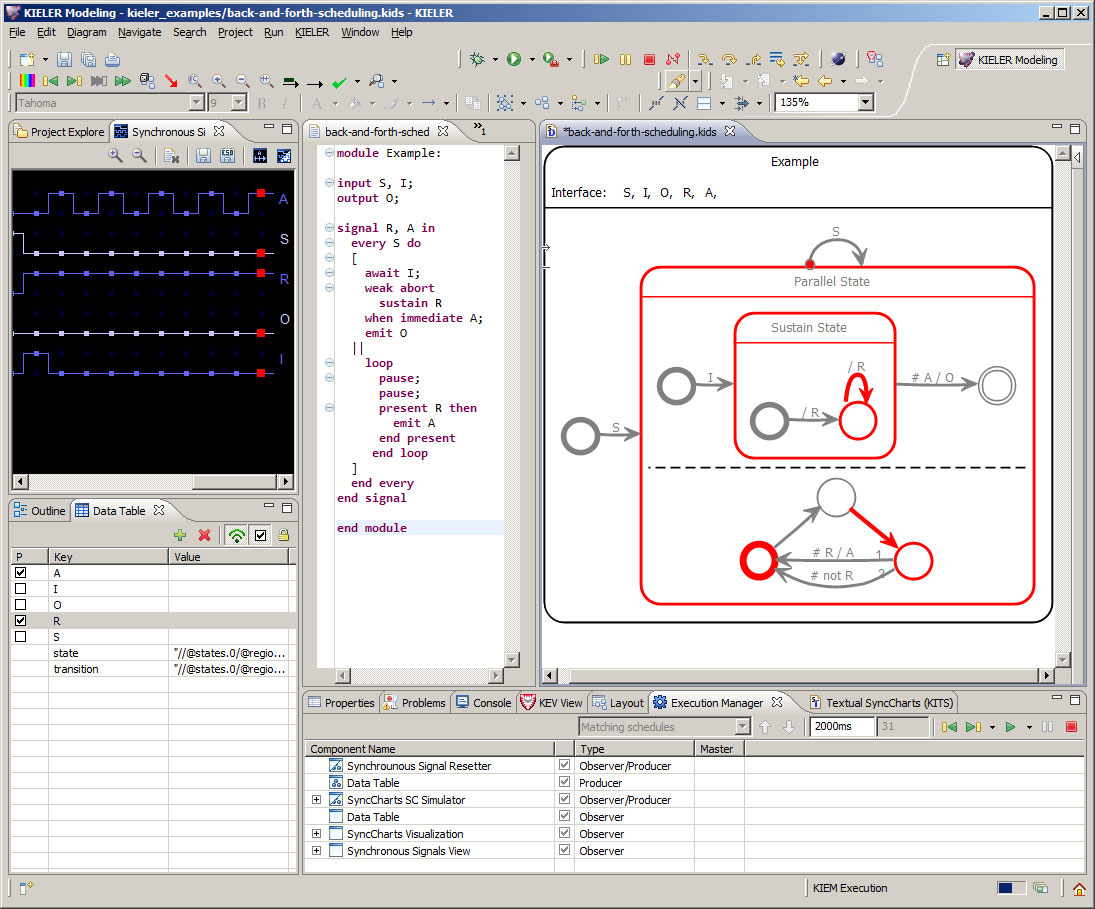 KIELER Modeling - kieler_examples/back-and-forth-scheduling.kids - KIELER
File Edit Diagram Navigate Search Project Run KIELER Window Help
KIELER Modeling
Tahoma 9 B I A 135%
Project Explore Synchronous Si
A
S
R
O
I
back-and-forth-sched »1
module Example:
input S, I;
output O;
signal R, A in
every S do
[
await I;
weak abort
sustain R
when immediate A;
emit O
||
loop
pause;
pause;
present R then
emit A
end present
end loop
]
end every
end signal
end module
*back-and-forth-scheduling.kids
Example
Interface: S, I, O, R, A,
S
Parallel State
Sustain State
/ R
I
# A / O
/ R
S
# R / A 1
# not R 2
Outline Data Table
P Key Value
A
I
O
R
S
state "//@states.0/@regio...
transition "//@states.0/@regio...
Properties Problems Console KEV View Layout Execution Manager Textual SyncCharts (KITS)
Matching schedules 2000ms 31
Component Name Type Master
Synchrounous Signal Resetter Observer/Producer
Data Table Producer
SyncCharts SC Simulator Observer/Producer
Data Table Observer
SyncCharts Visualization Observer
Synchronous Signals View Observer
KIEM Execution